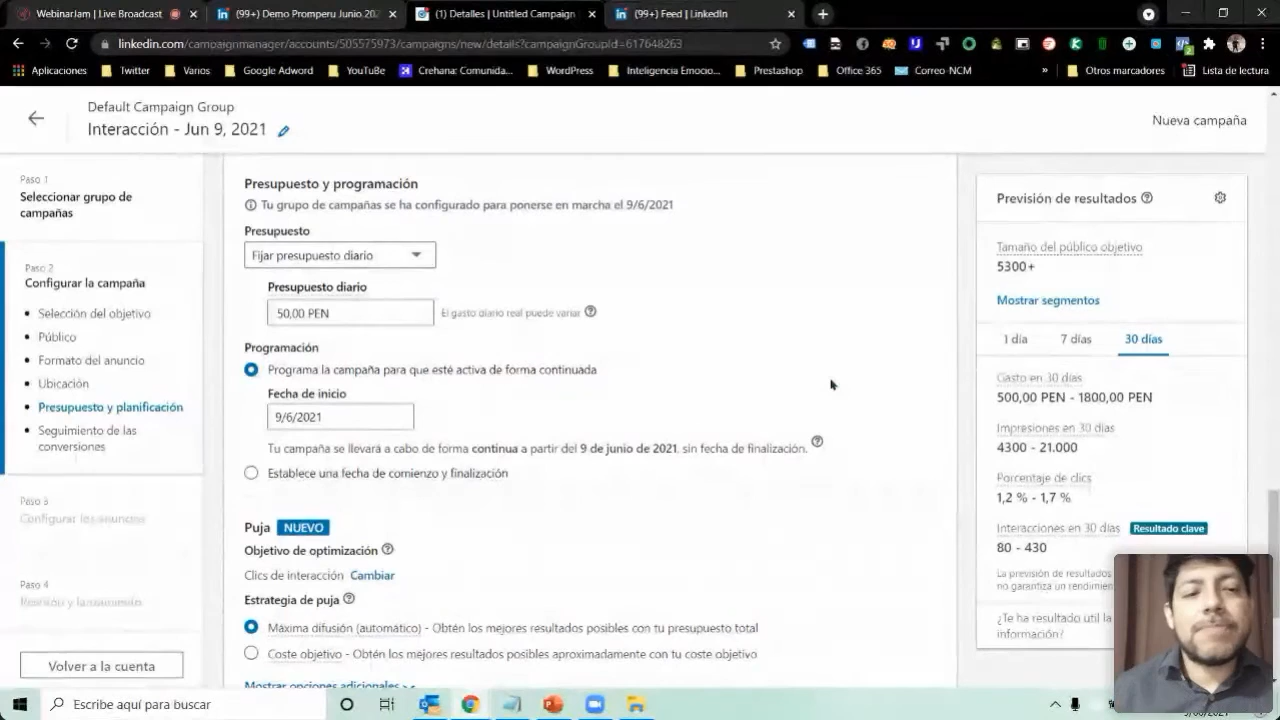 WebinarJam | Live Broadcast
(99+) Demo Promperu Junio 202
(1) Detalles | Untitled Campaign
(99+) Feed | LinkedIn
linkedin.com/campaignmanager/accounts/505575973/campaigns/new/details?campaignGroupId=617648263
Aplicaciones
Twitter
Varios
Google Adword
YouTuBe
Crehana: Comunida...
WordPress
Inteligencia Emocio...
Prestashop
Office 365
Correo-NCM
»
Otros marcadores
Lista de lectura
Default Campaign Group
Interacción - Jun 9, 2021
Nueva campaña
Paso 1
Seleccionar grupo de
campañas
Paso 2
Configurar la campaña
Selección del objetivo
Público
Formato del anuncio
Ubicación
Presupuesto y planificación
Seguimiento de las
conversiones
Paso 3
Configurar los anuncios
Paso 4
Volver a la cuenta
Presupuesto y programación
Tu grupo de campañas se ha configurado para ponerse en marcha el 9/6/2021
Presupuesto
Fijar presupuesto diario
Presupuesto diario
50,00 PEN
El gasto diario real puede variar
Programación
Programa la campaña para que esté activa de forma continuada
Fecha de inicio
9/6/2021
Tu campaña se llevará a cabo de forma continua a partir del 9 de junio de 2021, sin fecha de finalización.
Establece una fecha de comienzo y finalización
Puja NUEVO
Objetivo de optimización
Clics de interacción Cambiar
Estrategia de puja
Máxima difusión (automático) - Obtén los mejores resultados posibles con tu presupuesto total
Coste objetivo - Obtén los mejores resultados posibles aproximadamente con tu coste objetivo
Mostrar opciones adicionales
Previsión de resultados
Tamaño del público objetivo
5300+
Mostrar segmentos
1 día
7 días
30 días
Gasto en 30 días
500,00 PEN - 1800,00 PEN
Impresiones en 30 días
4300 - 21.000
Porcentaje de clics
1,2 % - 1,7 %
Interacciones en 30 días Resultado clave
80 - 430
La previsión de resultados
no garantiza un
¿Te ha resultado útil la
información?
Escribe aquí para buscar